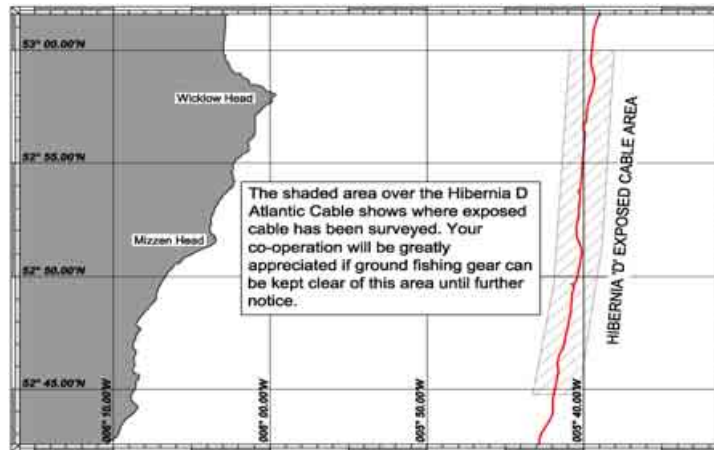 53° 00.00'N
Wicklow Head
52° 55.00'N
The shaded area over the Hibernia D
Atlantic Cable shows where exposed
cable has been surveyed. Your
co-operation will be greatly
appreciated if ground fishing gear can
be kept clear of this area until further
notice.
Mizzen Head
52° 50.00'N
HIBERNIA 'D' EXPOSED CABLE AREA
52° 45.00'N
006° 10.00'W
006° 00.00'W
005° 50.00'W
005° 40.00'W